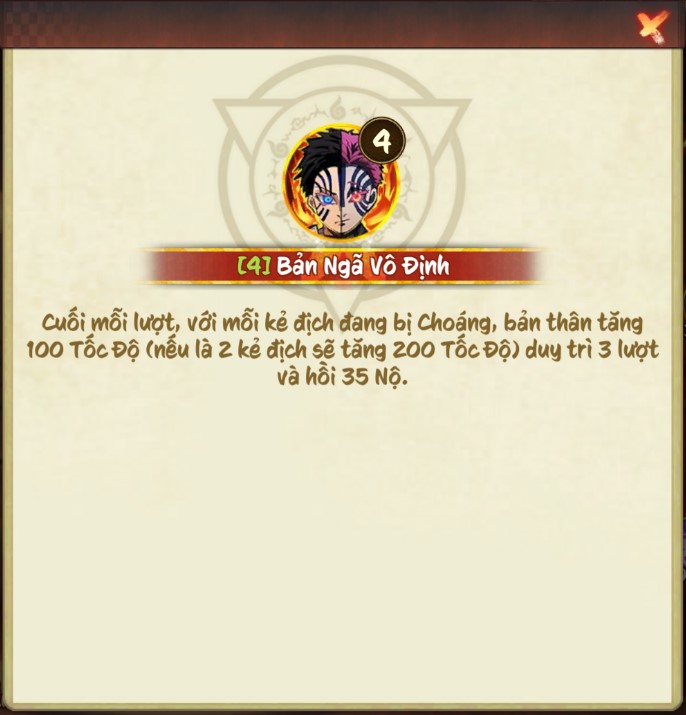 4
[4] Bản Ngã Vô Định
Cuối mỗi lượt, với mỗi kẻ địch đang bị Choáng, bản thân tăng
100 Tốc Độ (nếu là 2 kẻ địch sẽ tăng 200 Tốc Độ) duy trì 3 lượt
và hồi 35 Nộ.